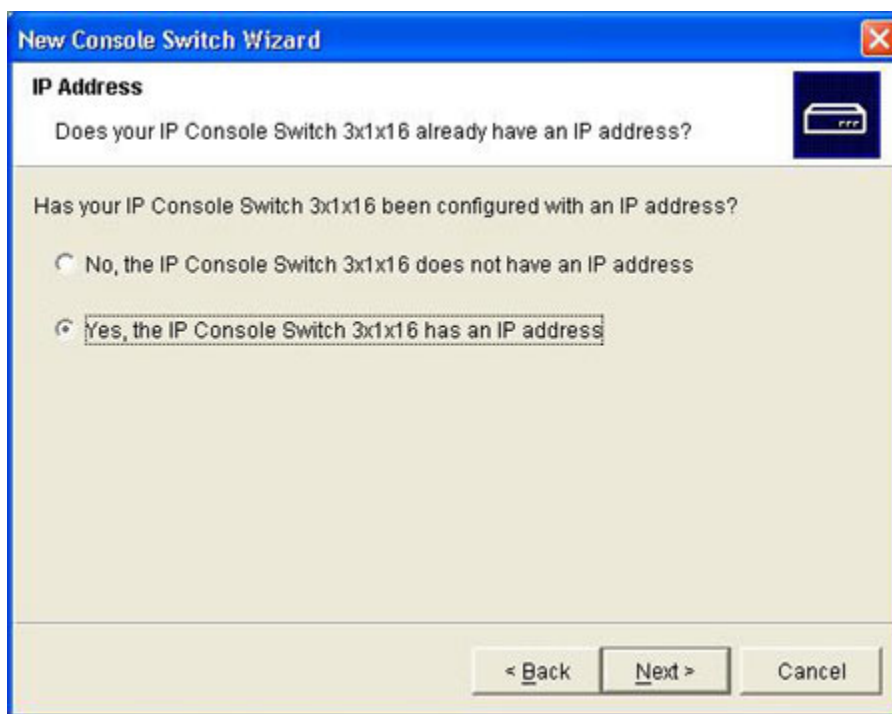 New Console Switch Wizard
IP Address
Does your IP Console Switch 3x1x16 already have an IP address?
Has your IP Console Switch 3x1x16 been configured with an IP address?
No, the IP Console Switch 3x1x16 does not have an IP address
Yes, the IP Console Switch 3x1x16 has an IP address
< Back
Next >
Cancel